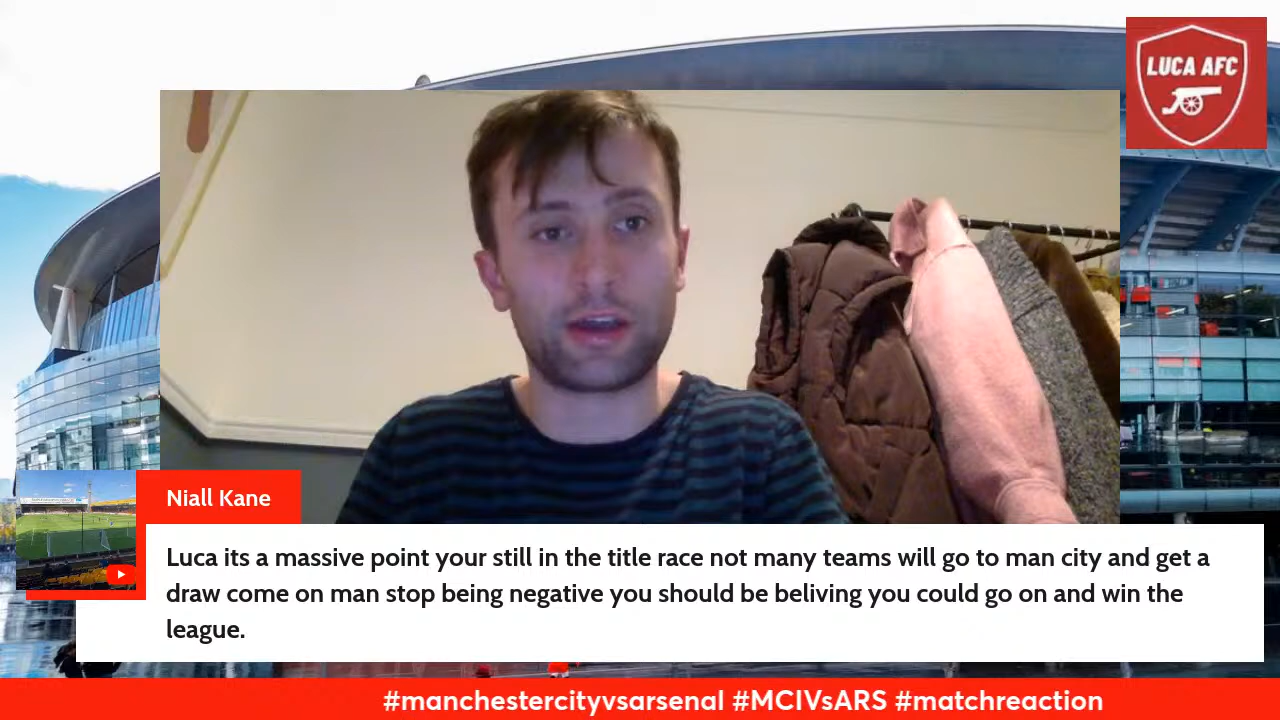 LUCA AFC
Niall Kane
Luca its a massive point your still in the title race not many teams will go to man city and get a
draw come on man stop being negative you should be beliving you could go on and win the
league.
#manchestercityvsarsenal #MCIVsARS #matchreaction